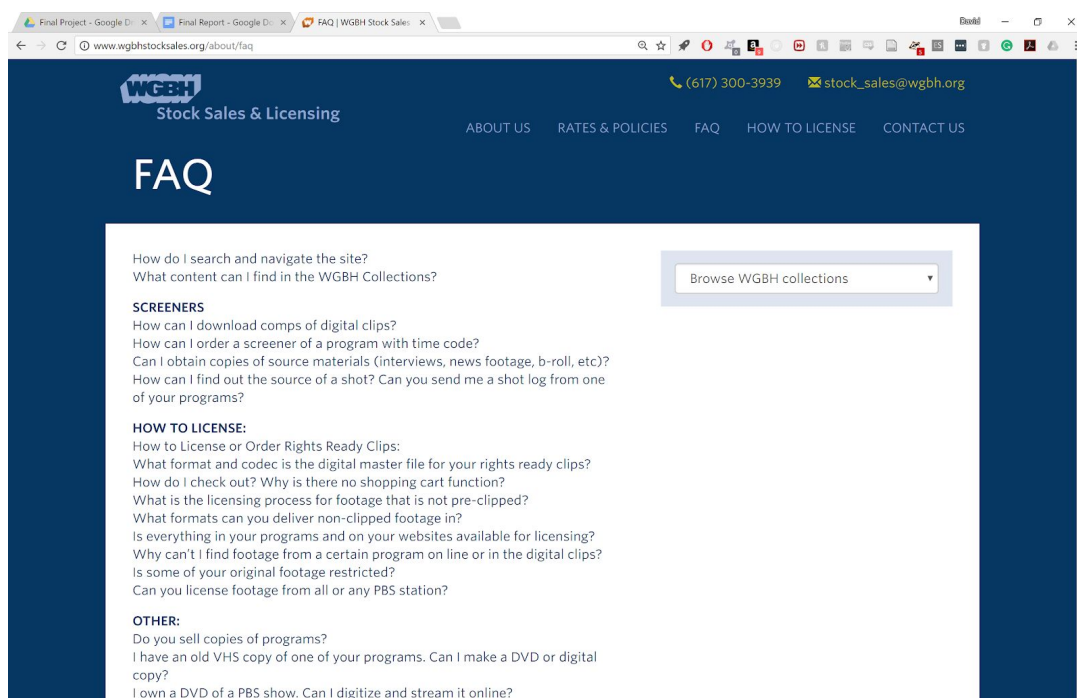 Final Project - Google Dr
Final Report - Google Do
FAQ | WGBH Stock Sales
David
www.wgbhstocksales.org/about/faq
WGBH
Stock Sales & Licensing
(617) 300-3939
stock_sales@wgbh.org
ABOUT US
RATES & POLICIES
FAQ
HOW TO LICENSE
CONTACT US
FAQ
How do I search and navigate the site?
What content can I find in the WGBH Collections?
Browse WGBH collections
SCREENERS
How can I download comps of digital clips?
How can I order a screener of a program with time code?
Can I obtain copies of source materials (interviews, news footage, b-roll, etc)?
How can I find out the source of a shot? Can you send me a shot log from one
of your programs?
HOW TO LICENSE:
How to License or Order Rights Ready Clips:
What format and codec is the digital master file for your rights ready clips?
How do I check out? Why is there no shopping cart function?
What is the licensing process for footage that is not pre-clipped?
What formats can you deliver non-clipped footage in?
Is everything in your programs and on your websites available for licensing?
Why can't I find footage from a certain program on line or in the digital clips?
Is some of your original footage restricted?
Can you license footage from all or any PBS station?
OTHER:
Do you sell copies of programs?
I have an old VHS copy of one of your programs. Can I make a DVD or digital
copy?
I own a DVD of a PBS show. Can I digitize and stream it online?